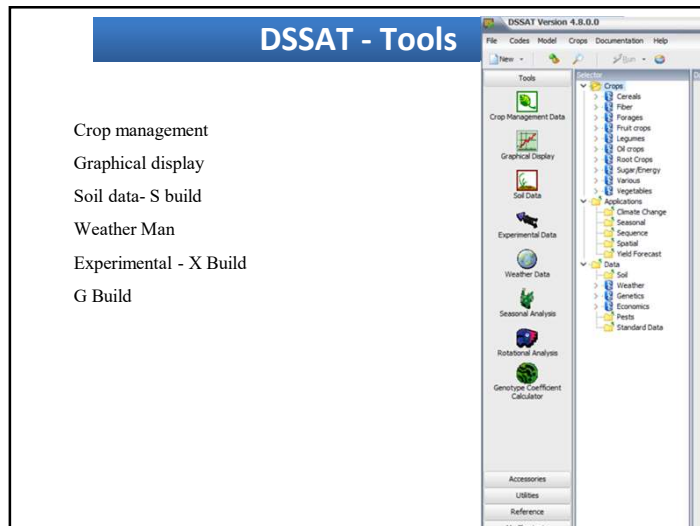 DSSAT - Tools
Crop management
Graphical display
Soil data- S build
Weather Man
Experimental - X Build
G Build
DSSAT Version 4.8.0.0
File Codes Model Crops Documentation Help
New Run
Tools
Crop Management Data
Graphical Display
Soil Data
Experimental Data
Weather Data
Seasonal Analysis
Rotational Analysis
Genotype Coefficient
Calculator
Accessories
Utilities
Reference
Selector
Crops
Cereals
Fiber
Forages
Fruit crops
Legumes
Oil crops
Root Crops
Sugar/Energy
Various
Vegetables
Applications
Climate Change
Seasonal
Sequence
Spatial
Yield Forecast
Data
Soil
Weather
Genetics
Economics
Pests
Standard Data